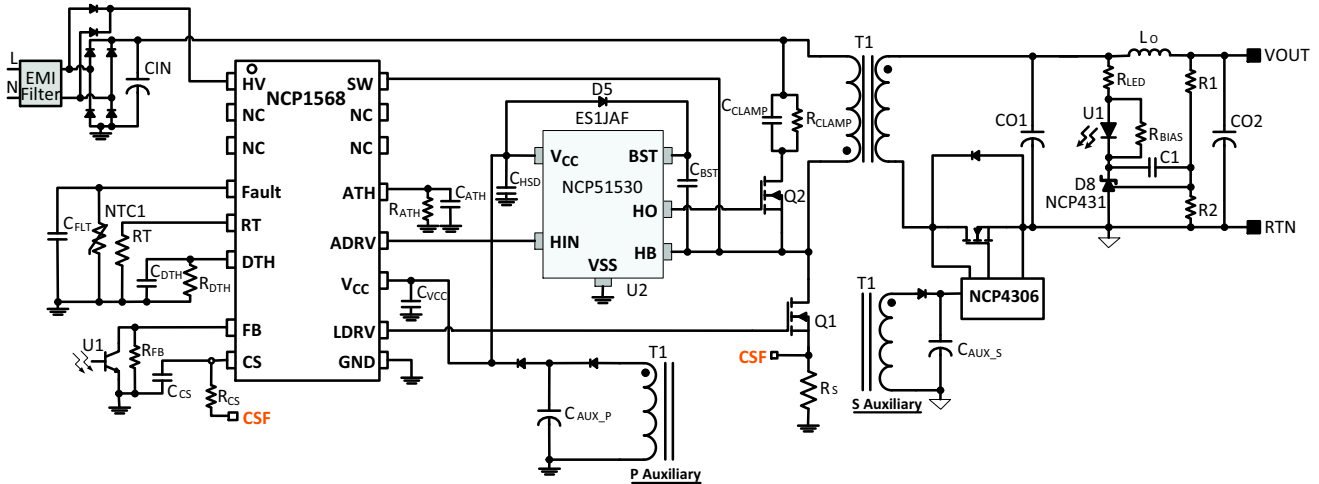 L
N
EMI
Filter
CIN
HV
NCP1568
SW
NC
NC
NC
NC
Fault
ATH
RT
ADRV
DTH
VCC
FB
LDRV
CS
GND
CFLT
NTC1
RT
CDTH
RDTH
U1
RFB
CCS
RCS
CSF
RATH
CATH
CVCC
D5
ES1JAF
CHSD
VCC
BST
NCP51530
HO
HIN
HB
VSS
U2
CBST
CCLAMP
RCLAMP
Q2
Q1
CSF
RS
T1
CAUX_P
P Auxiliary
T1
CO1
LO
VOUT
RLED
R1
U1
RBIAS
CO2
C1
D8
NCP431
R2
RTN
NCP4306
T1
CAUX_S
S Auxiliary